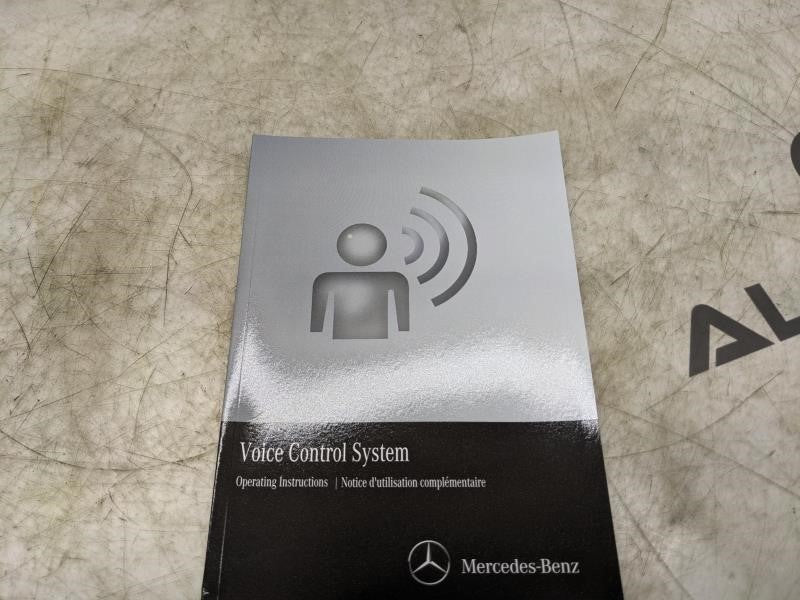 Voice Control System
Operating Instructions | Notice d'utilisation complémentaire
Mercedes-Benz